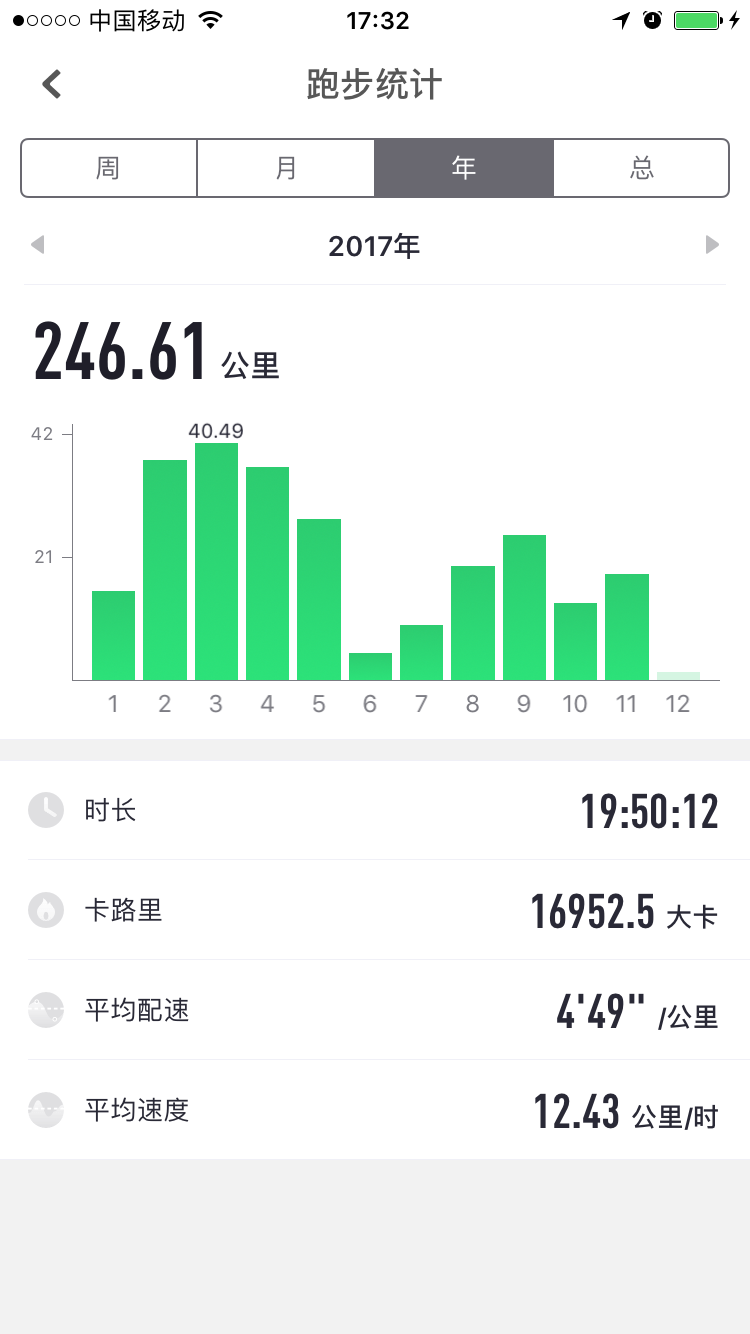 中国移动 17:32
跑步统计
周 月 年 总
2017年
246.61 公里
42
40.49
21
1 2 3 4 5 6 7 8 9 10 11 12
时长 19:50:12
卡路里 16952.5 大卡
平均配速 4'49" /公里
平均速度 12.43 公里/时